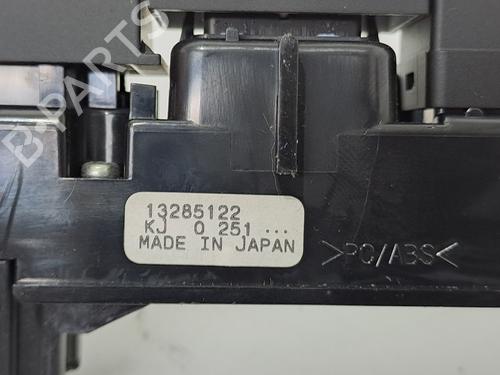 B-PARTS
13285122
KJ 0 251 ...
MADE IN JAPAN
>PC/ABS<